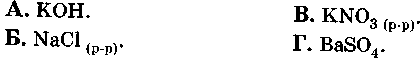 А. KOH.
В. KNO₃ (р-р).
Б. NaCl (р-р).
Г. BaSO₄.